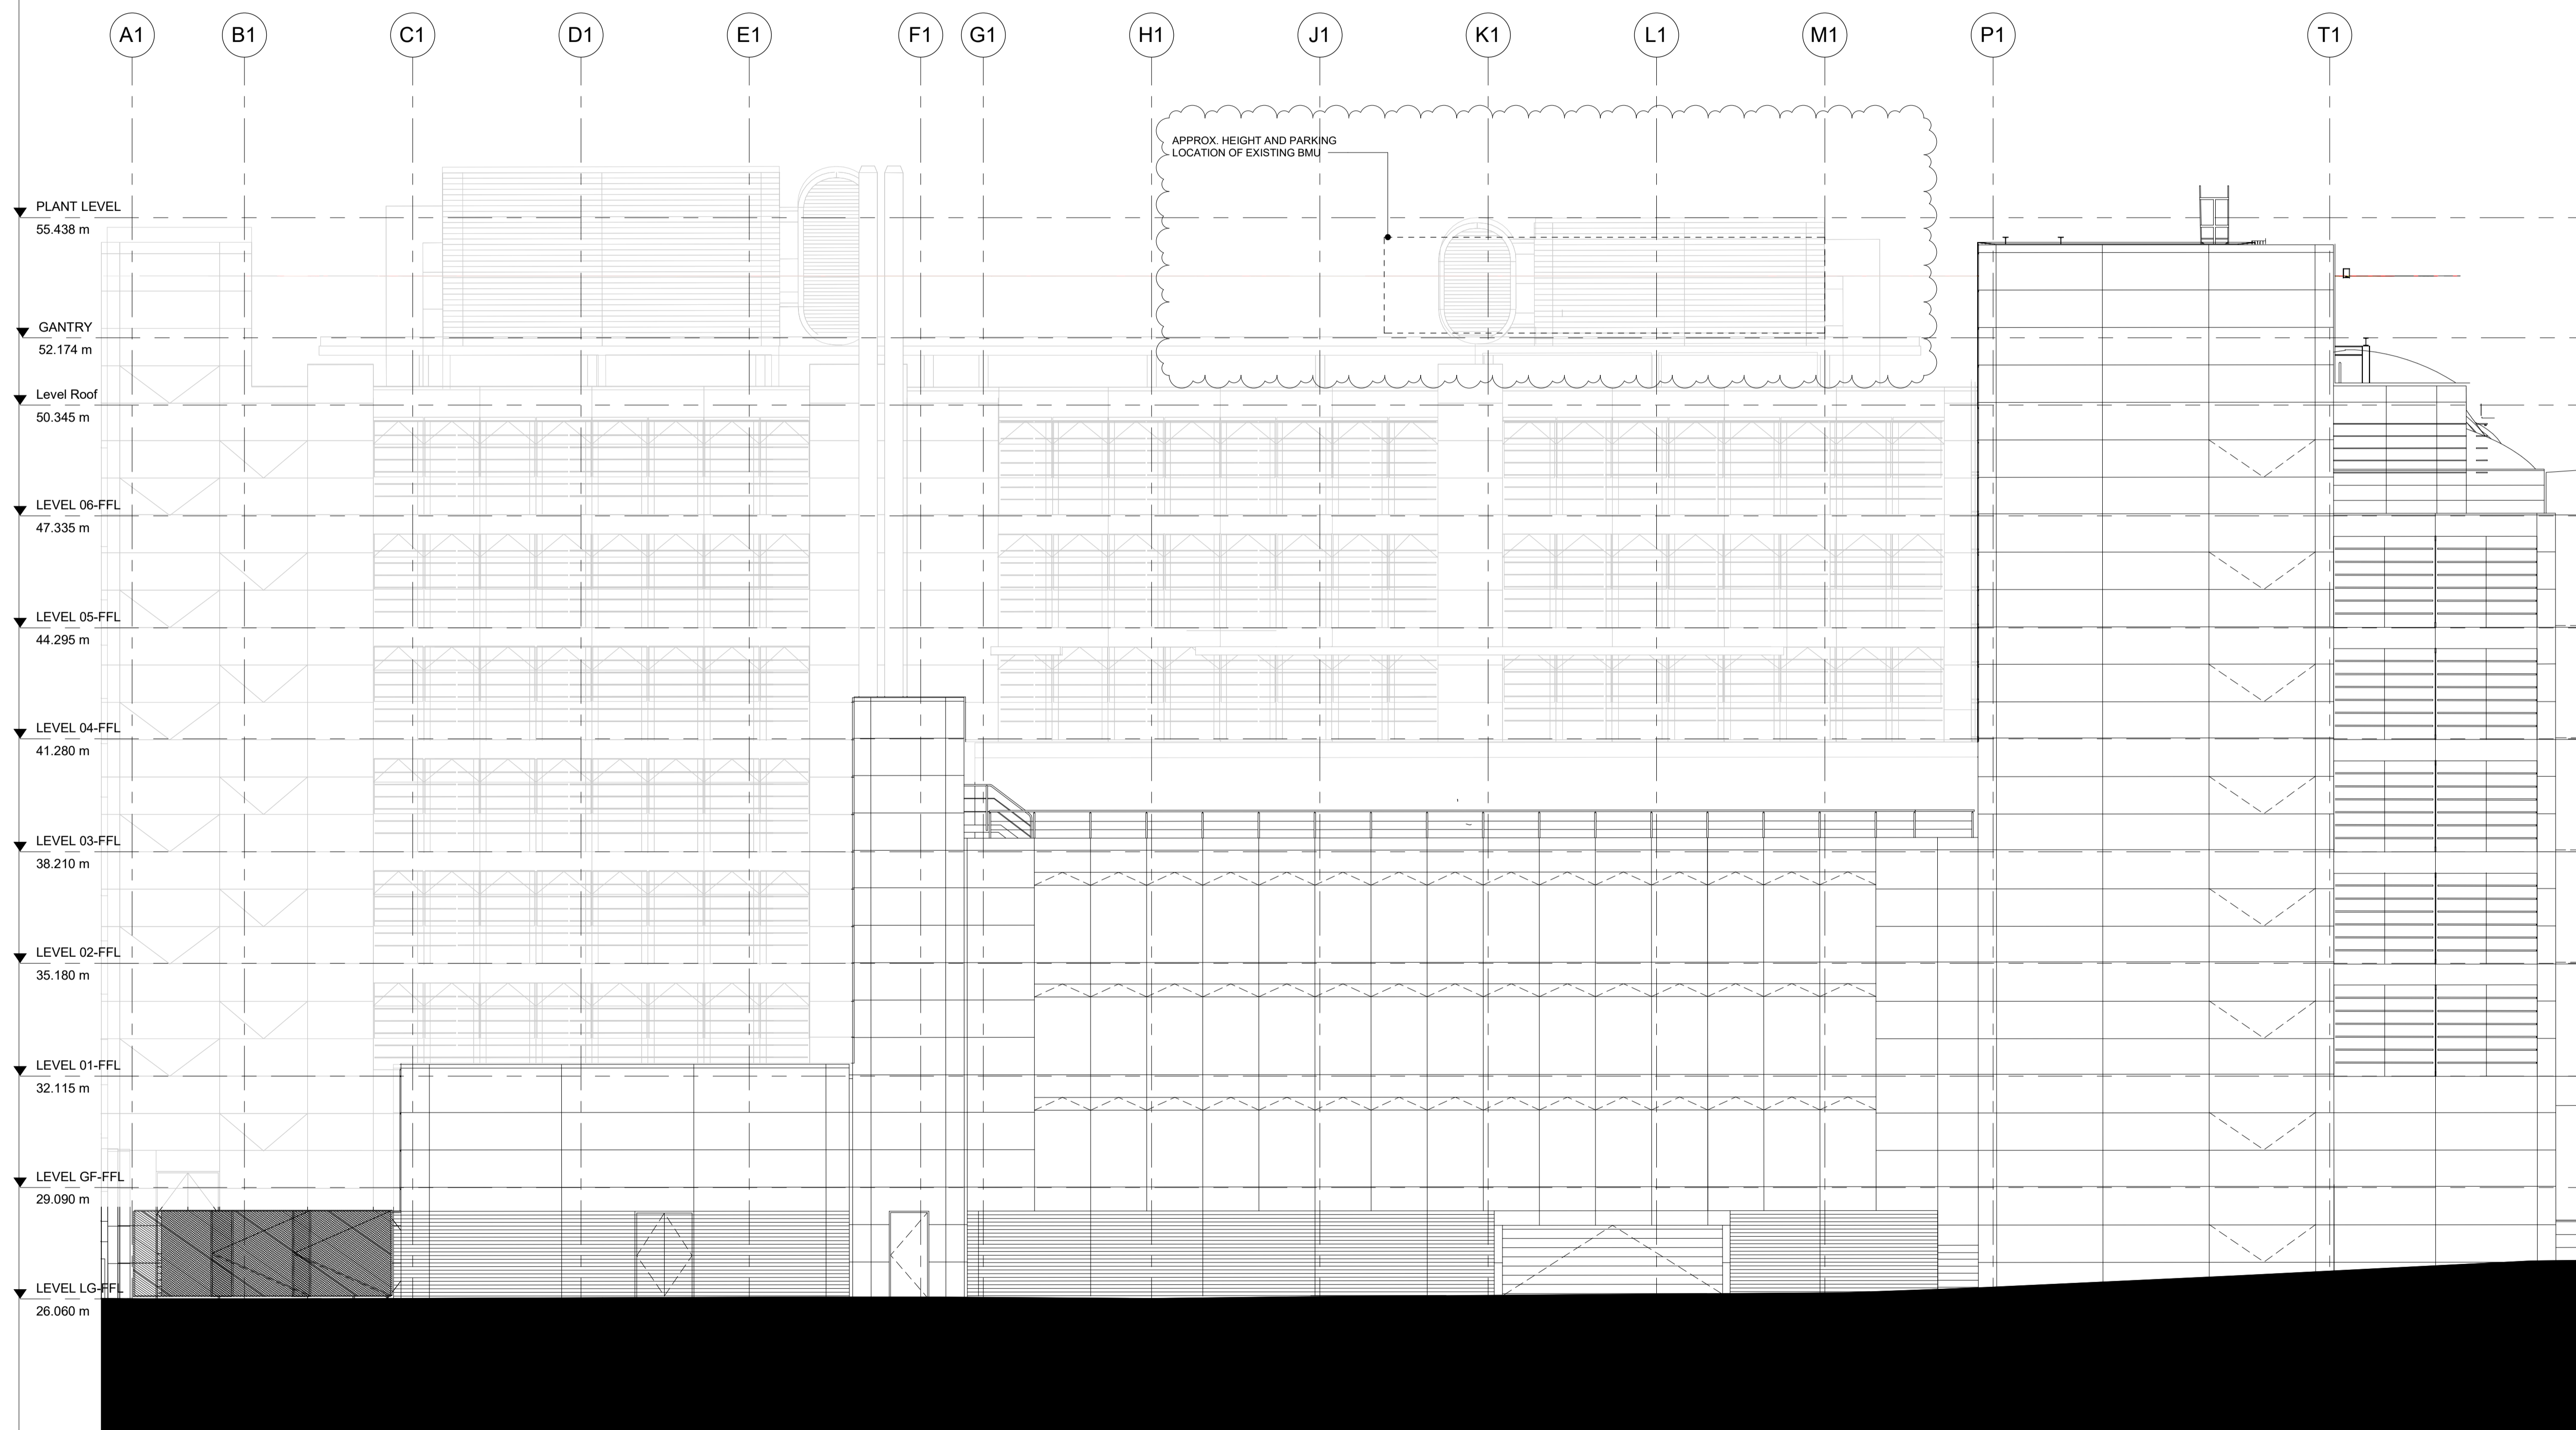 A1 B1 C1 D1 E1 F1 G1 H1 J1 K1 L1 M1 P1 T1
APPROX. HEIGHT AND PARKING
LOCATION OF EXISTING BMU
PLANT LEVEL
55.438 m
GANTRY
52.174 m
Level Roof
50.345 m
LEVEL 06-FFL
47.335 m
LEVEL 05-FFL
44.295 m
LEVEL 04-FFL
41.280 m
LEVEL 03-FFL
38.210 m
LEVEL 02-FFL
35.180 m
LEVEL 01-FFL
32.115 m
LEVEL GF-FFL
29.090 m
LEVEL LG-FFL
26.060 m